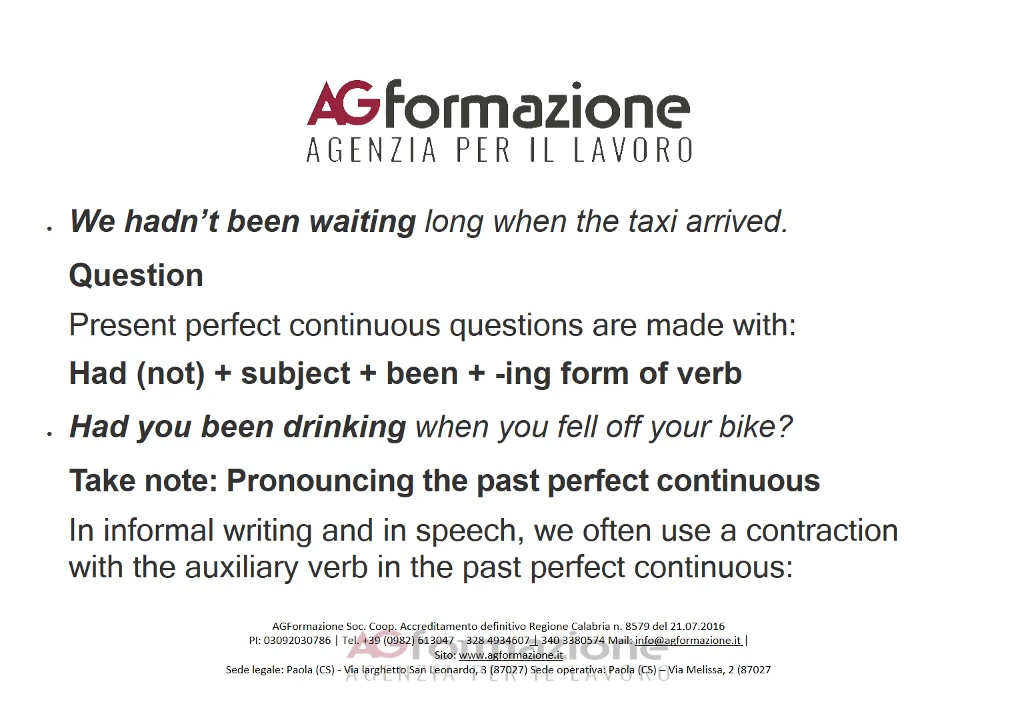 AGformazione
AGENZIA PER IL LAVORO
• We hadn’t been waiting long when the taxi arrived.
Question
Present perfect continuous questions are made with:
Had (not) + subject + been + -ing form of verb
• Had you been drinking when you fell off your bike?
Take note: Pronouncing the past perfect continuous
In informal writing and in speech, we often use a contraction
with the auxiliary verb in the past perfect continuous:
AGFormazione Soc. Coop. Accreditamento definitivo Regione Calabria n. 8579 del 21.07.2016
PI: 03092030786 | Tel. +39 (0982) 613047 _ 328 4934607 | 340 3380574 Mail: info@agformazione.it |
Sito: www.agformazione.it
Sede legale: Paola (CS) - Via larghetto San Leonardo, 3 (87027) Sede operativa: Paola (CS) - Via Melissa, 2 (87027
AGformazione
AGENZIA PER IL LAVORO